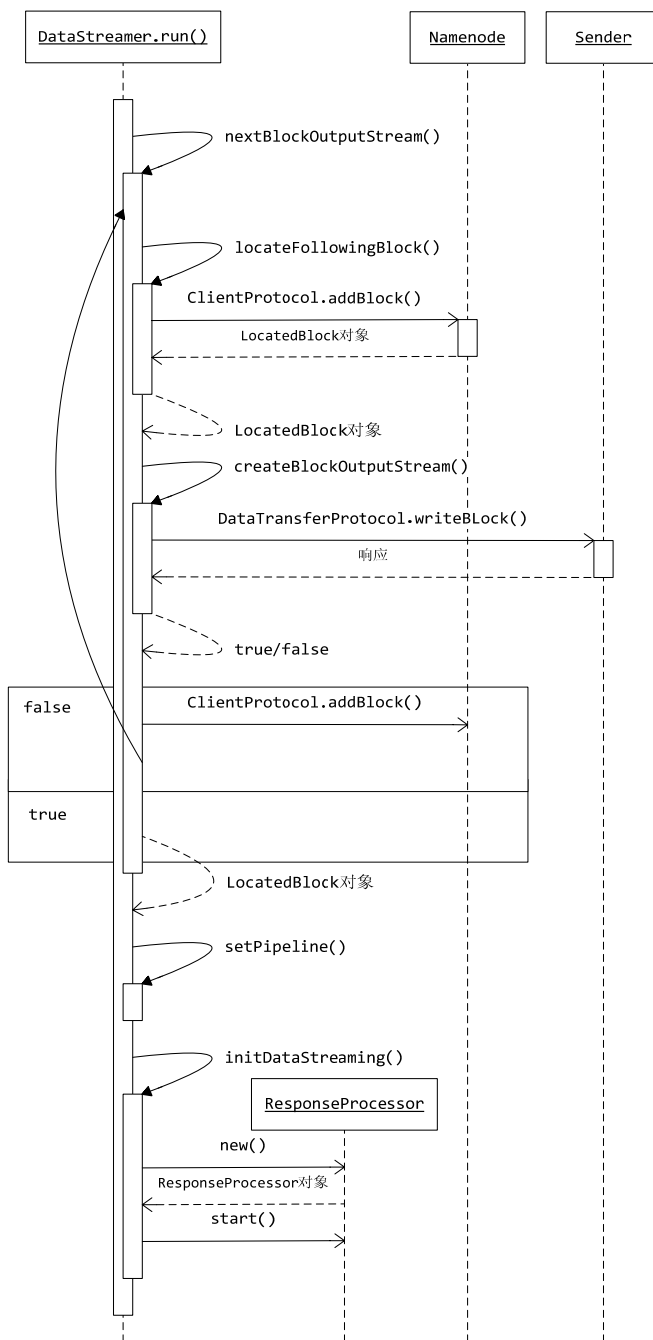 DataStreamer.run()
Namenode
Sender
nextBlockOutputStream()
locateFollowingBlock()
ClientProtocol.addBlock()
LocatedBlock对象
LocatedBlock对象
createBlockOutputStream()
DataTransferProtocol.writeBLock()
响应
true/false
false
ClientProtocol.addBlock()
true
LocatedBlock对象
setPipeline()
initDataStreaming()
ResponseProcessor
new()
ResponseProcessor对象
start()